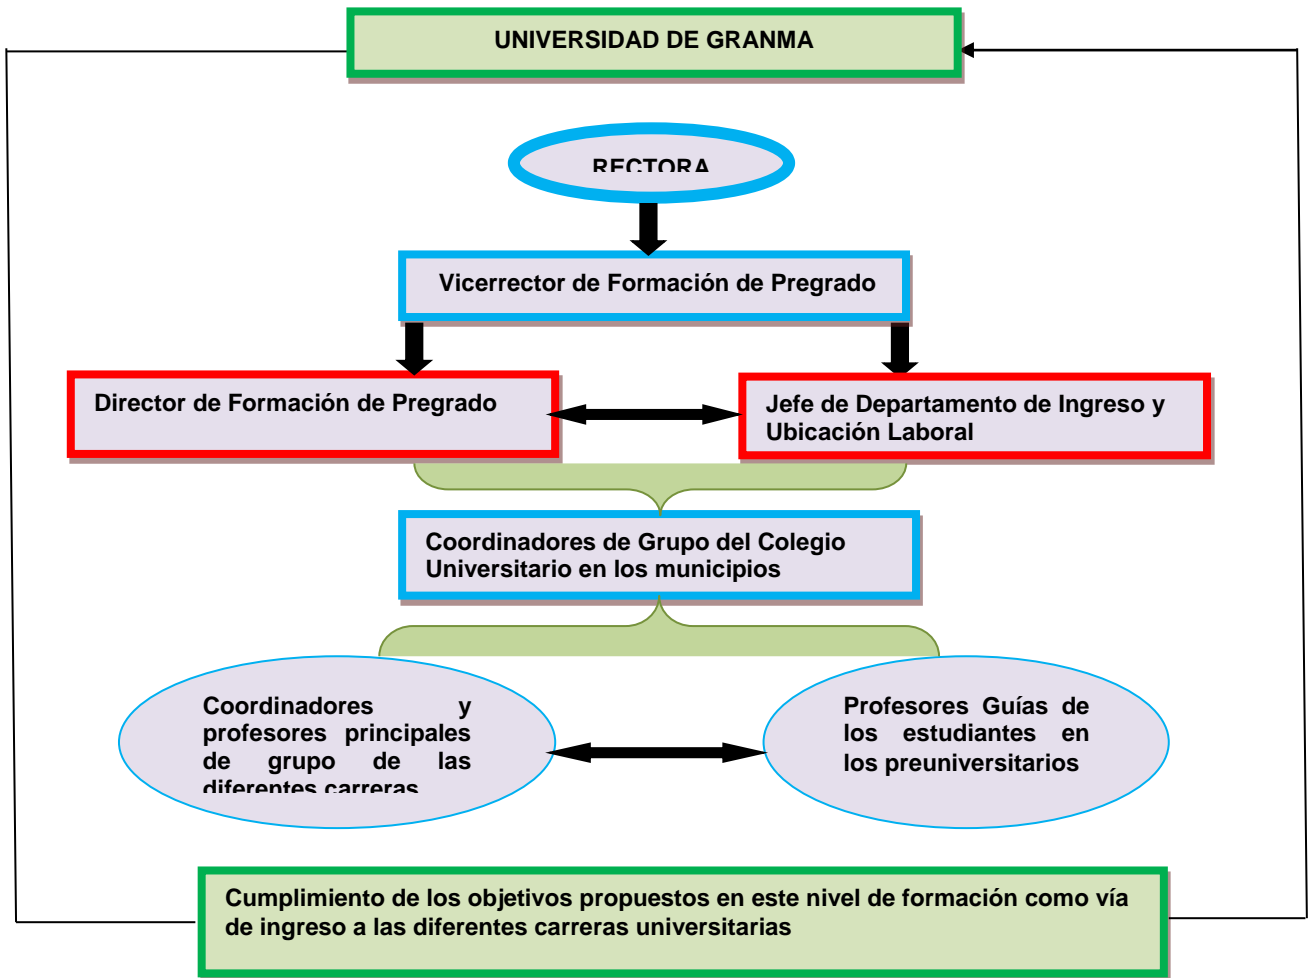 UNIVERSIDAD DE GRANMA
RECTORA
Vicerrector de Formación de Pregrado
Director de Formación de Pregrado
Jefe de Departamento de Ingreso y
Ubicación Laboral
Coordinadores de Grupo del Colegio
Universitario en los municipios
Coordinadores y
profesores principales
de grupo de las
diferentes carreras
Profesores Guías de
los estudiantes en
los preuniversitarios
Cumplimiento de los objetivos propuestos en este nivel de formación como vía
de ingreso a las diferentes carreras universitarias